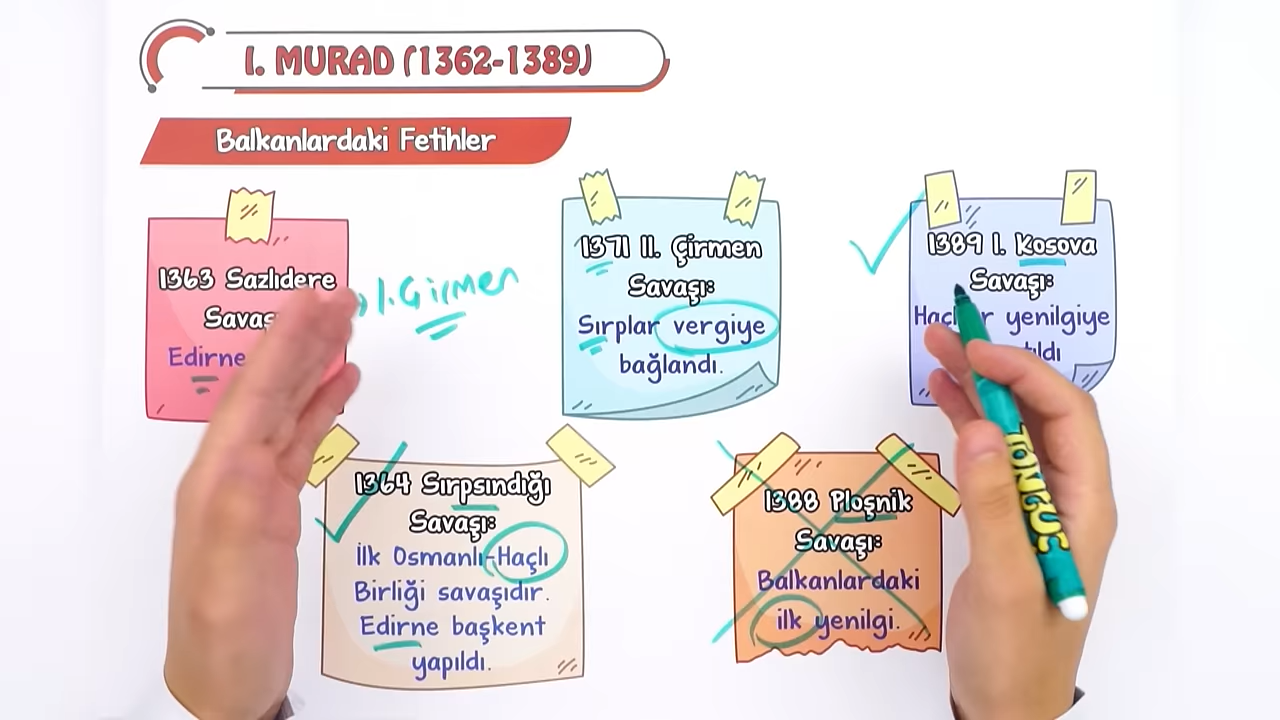 I. MURAD (1362-1389)
Balkanlardaki Fetihler
1363 Sazlıdere
Edirne
I. Çirmen
1371 II. Çirmen
Savaşı:
Sırplar vergiye
bağlandı.
1389 I. Kosova
Savaşı:
yenilgiye
1364 Sırpsındığı
Savaşı:
İlk Osmanlı-Haçlı
Birliği savaşıdır.
Edirne başkent
yapıldı.
1388 Ploşnik
Savaşı:
Balkanlardaki
ilk yenilgi.
TONGUÇ